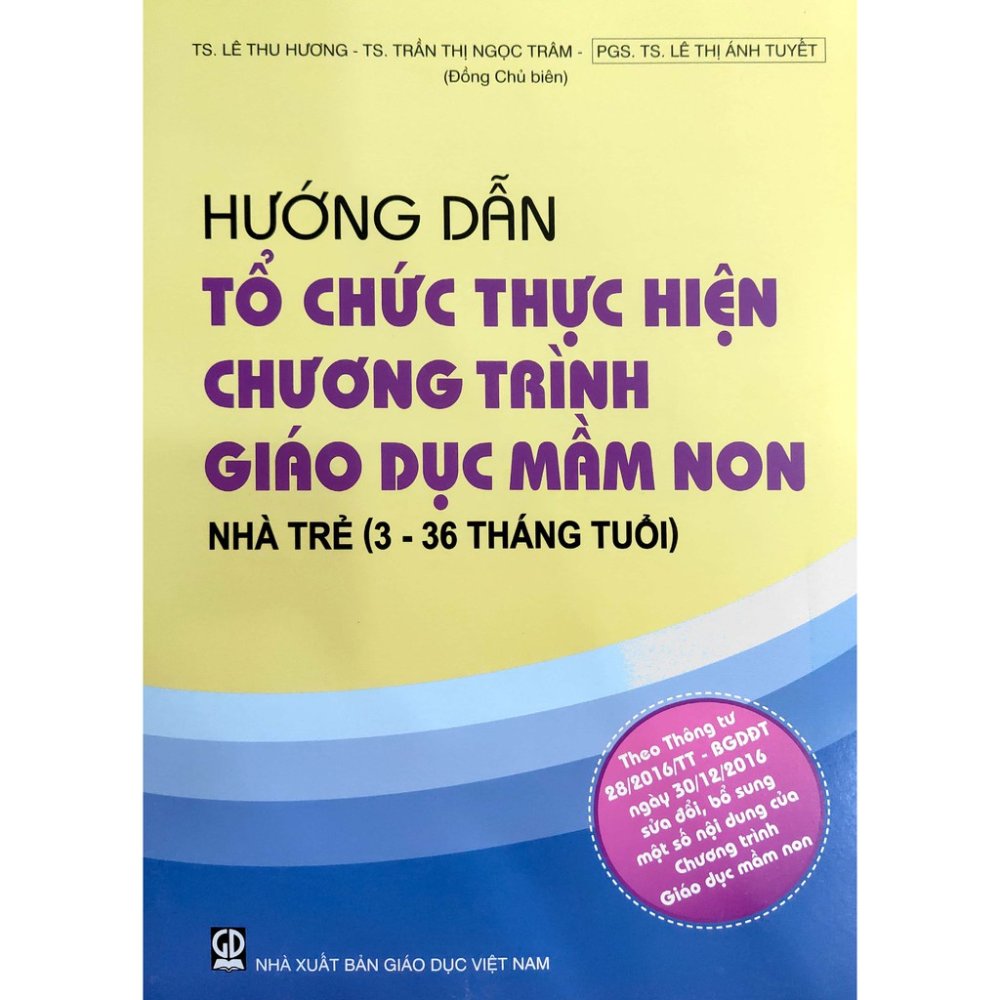 TS. LÊ THU HƯƠNG - TS. TRẦN THỊ NGỌC TRÂM - PGS. TS. LÊ THỊ ÁNH TUYẾT
(Đồng Chủ biên)
HƯỚNG DẪN
TỔ CHỨC THỰC HIỆN
CHƯƠNG TRÌNH
GIÁO DỤC MẦM NON
NHÀ TRẺ (3 - 36 THÁNG TUỔI)
Theo Thông tư
28/2016/TT - BGDĐT
ngày 30/12/2016
sửa đổi, bổ sung
một số nội dung của
Chương trình
Giáo dục mầm non
GD
NHÀ XUẤT BẢN GIÁO DỤC VIỆT NAM